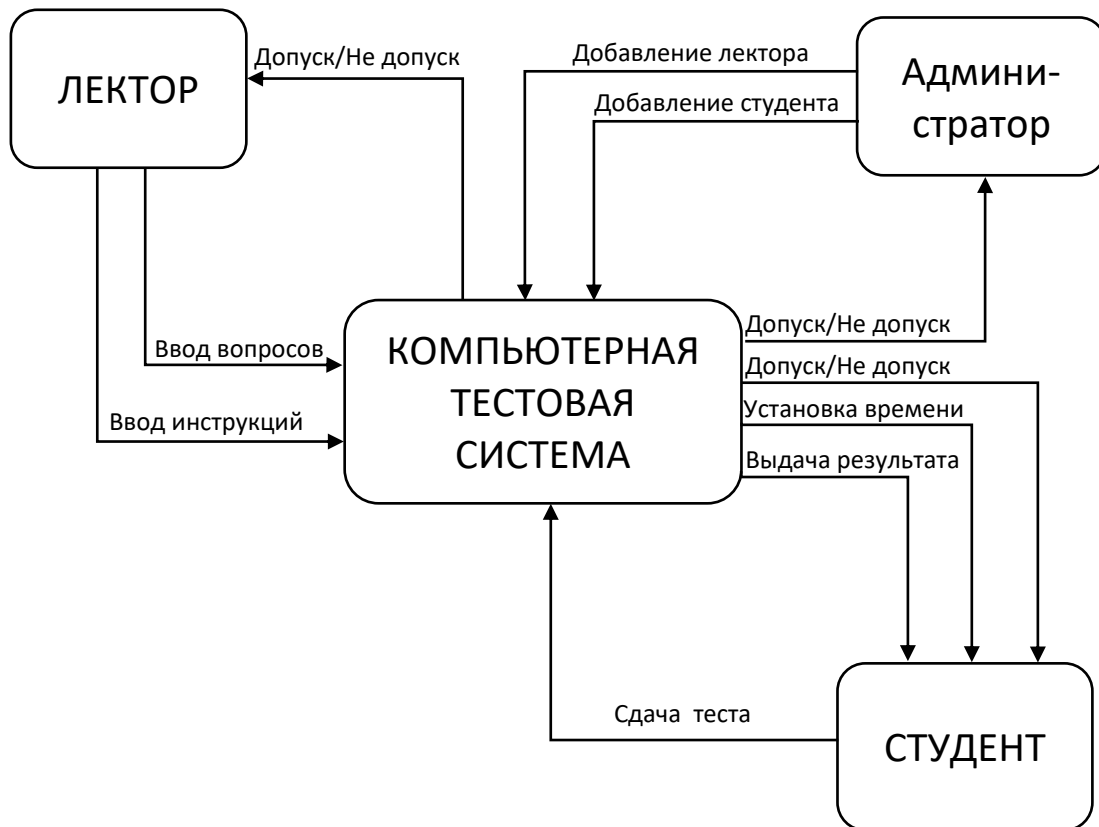 ЛЕКТОР
Допуск/Не допуск
Добавление лектора
Добавление студента
Админи-
стратор
Ввод вопросов
Ввод инструкций
КОМПЬЮТЕРНАЯ
ТЕСТОВАЯ
СИСТЕМА
Допуск/Не допуск
Допуск/Не допуск
Установка времени
Выдача результата
Сдача  теста
СТУДЕНТ